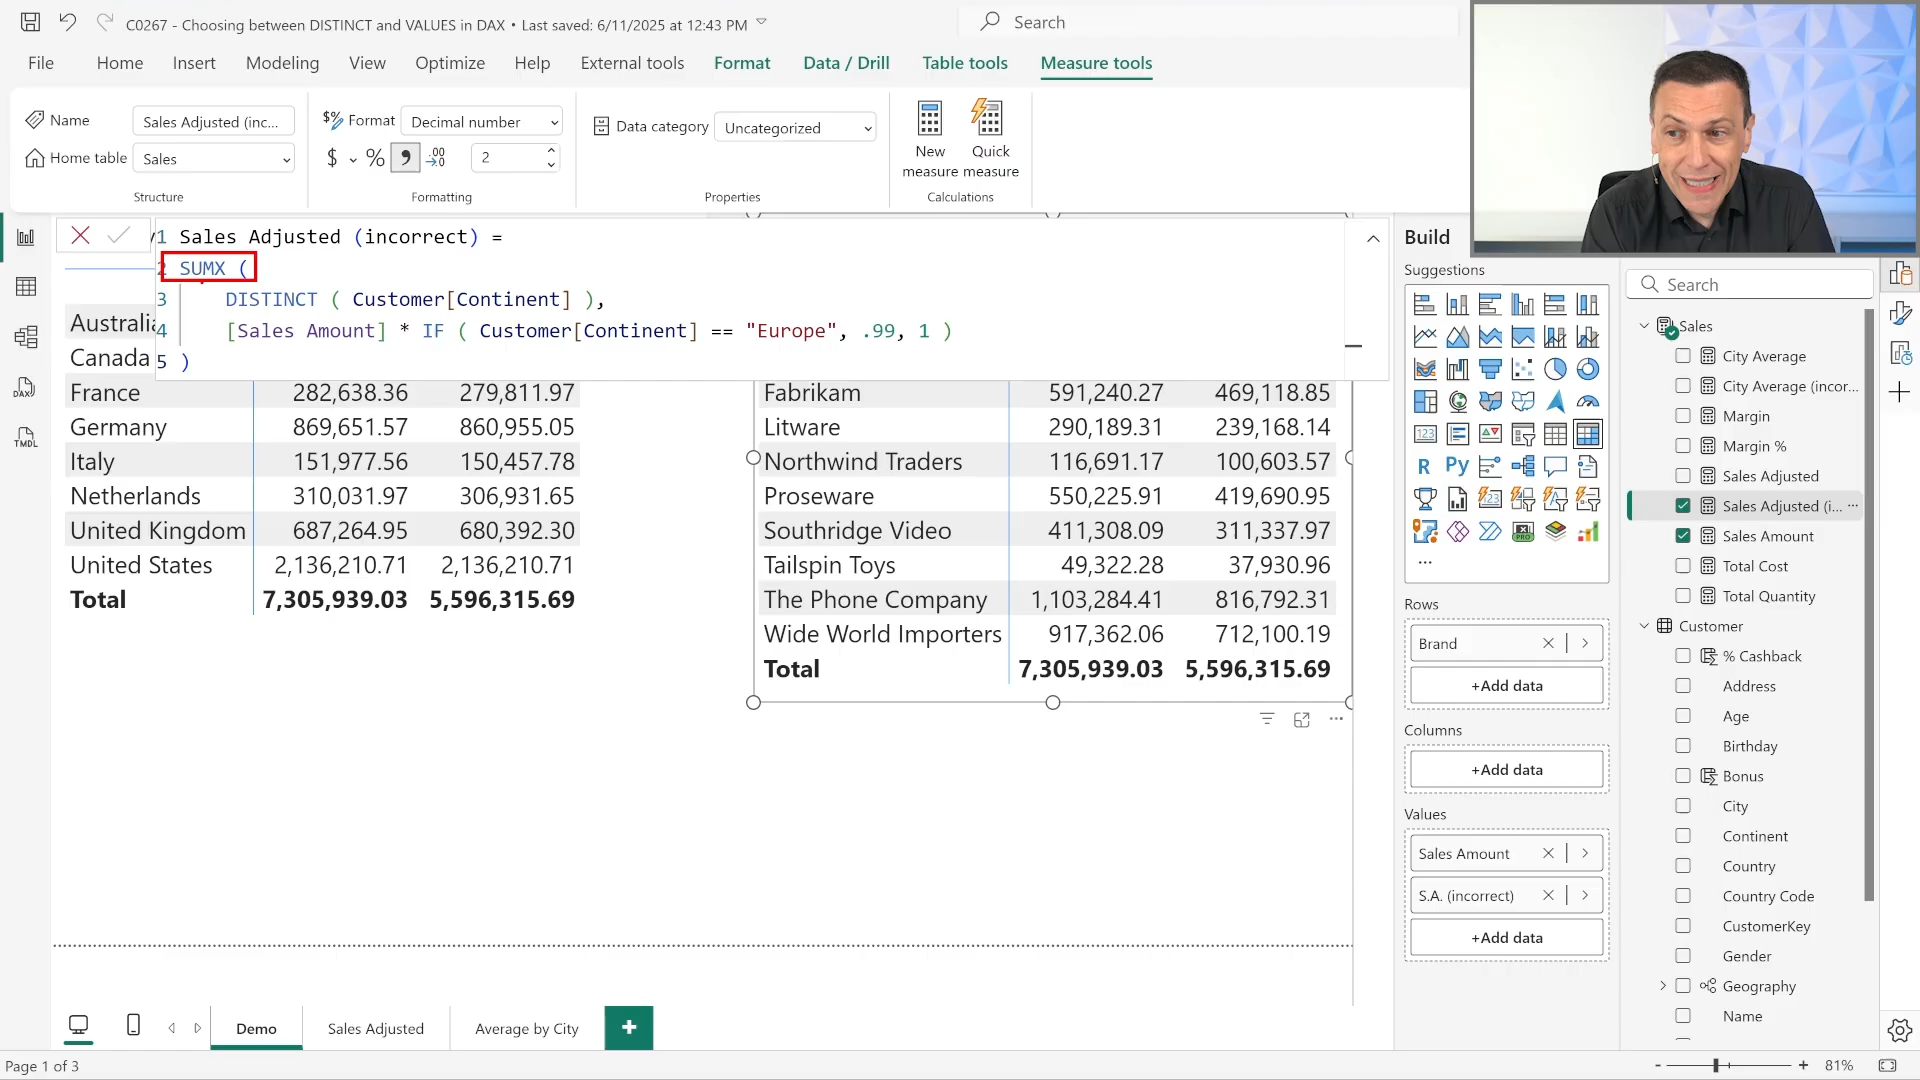 C0267 - Choosing between DISTINCT and VALUES in DAX • Last saved: 6/11/2025 at 12:43 PM
Search
File Home Insert Modeling View Optimize Help External tools Format Data / Drill Table tools Measure tools
Name Sales Adjusted (inc...
Home table Sales
Structure
Format Decimal number
$ % , .00 →0 2
Formatting
Data category Uncategorized
Properties
New measure
Quick measure
Calculations
1 Sales Adjusted (incorrect) =
2 SUMX (
3 DISTINCT ( Customer[Continent] ),
4 [Sales Amount] * IF ( Customer[Continent] == "Europe", .99, 1 )
5 )
Australia
Canada
France 282,638.36 279,811.97
Germany 869,651.57 860,955.05
Italy 151,977.56 150,457.78
Netherlands 310,031.97 306,931.65
United Kingdom 687,264.95 680,392.30
United States 2,136,210.71 2,136,210.71
Total 7,305,939.03 5,596,315.69
Fabrikam 591,240.27 469,118.85
Litware 290,189.31 239,168.14
Northwind Traders 116,691.17 100,603.57
Proseware 550,225.91 419,690.95
Southridge Video 411,308.09 311,337.97
Tailspin Toys 49,322.28 37,930.96
The Phone Company 1,103,284.41 816,792.31
Wide World Importers 917,362.06 712,100.19
Total 7,305,939.03 5,596,315.69
Build
Suggestions
123
R Py
...
Rows
Brand
+Add data
Columns
+Add data
Values
Sales Amount
S.A. (incorrect)
+Add data
Search
Sales
City Average
City Average (incor...
Margin
Margin %
Sales Adjusted
Sales Adjusted (i... ...
Sales Amount
Total Cost
Total Quantity
Customer
% Cashback
Address
Age
Birthday
Bonus
City
Continent
Country
Country Code
CustomerKey
Gender
Geography
Name
DAX
TMDL
Demo Sales Adjusted Average by City +
Page 1 of 3
- + 81%